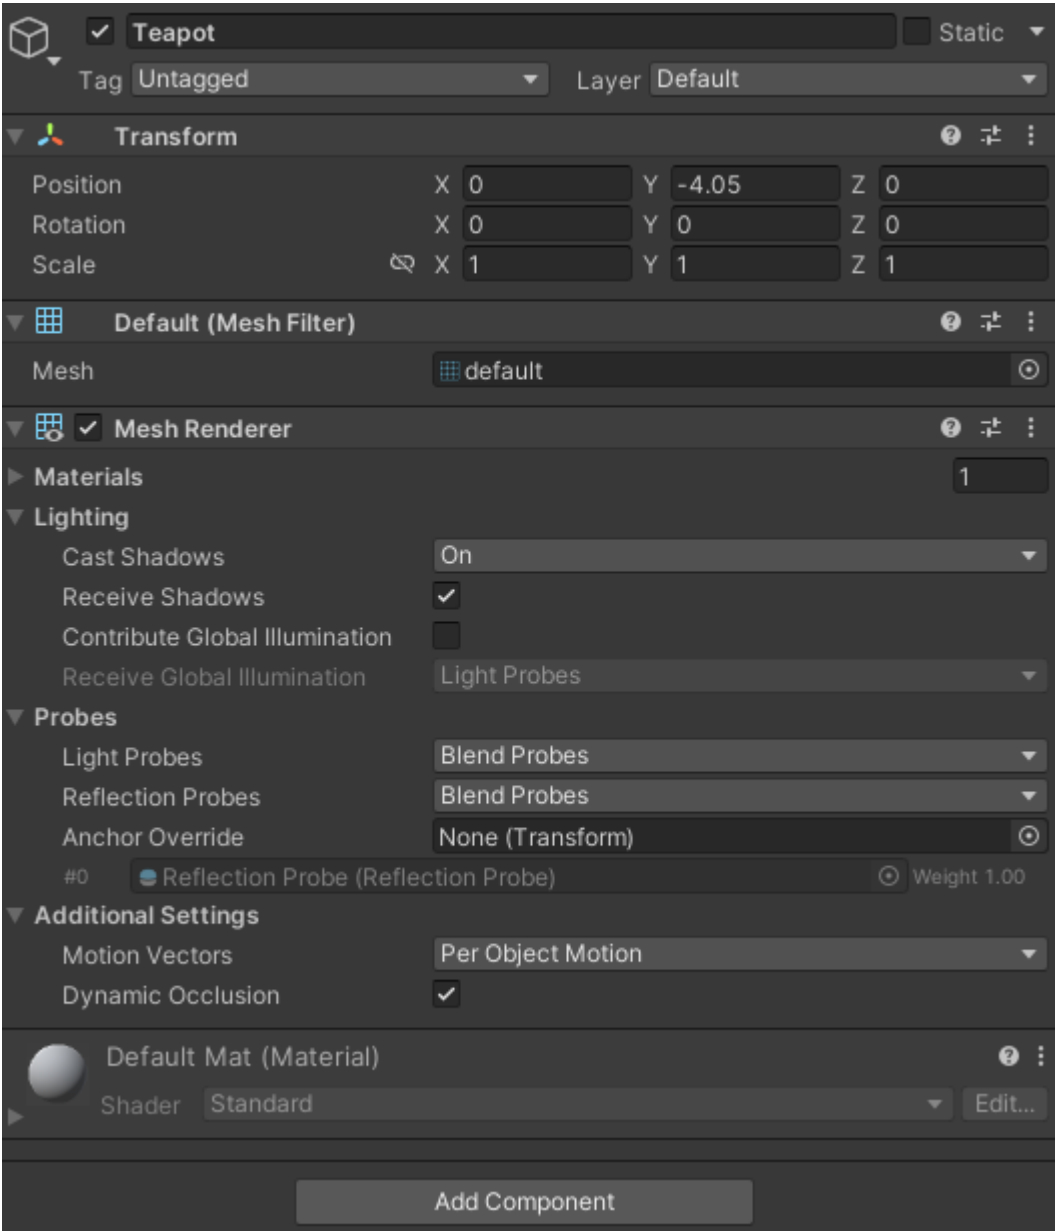 Teapot Static
Tag Untagged Layer Default
Transform
Position X 0 Y -4.05 Z 0
Rotation X 0 Y 0 Z 0
Scale X 1 Y 1 Z 1
Default (Mesh Filter)
Mesh default
Mesh Renderer
Materials 1
Lighting
Cast Shadows On
Receive Shadows
Contribute Global Illumination
Receive Global Illumination Light Probes
Probes
Light Probes Blend Probes
Reflection Probes Blend Probes
Anchor Override None (Transform)
#0 Reflection Probe (Reflection Probe) Weight 1.00
Additional Settings
Motion Vectors Per Object Motion
Dynamic Occlusion
Default Mat (Material)
Shader Standard Edit...
Add Component